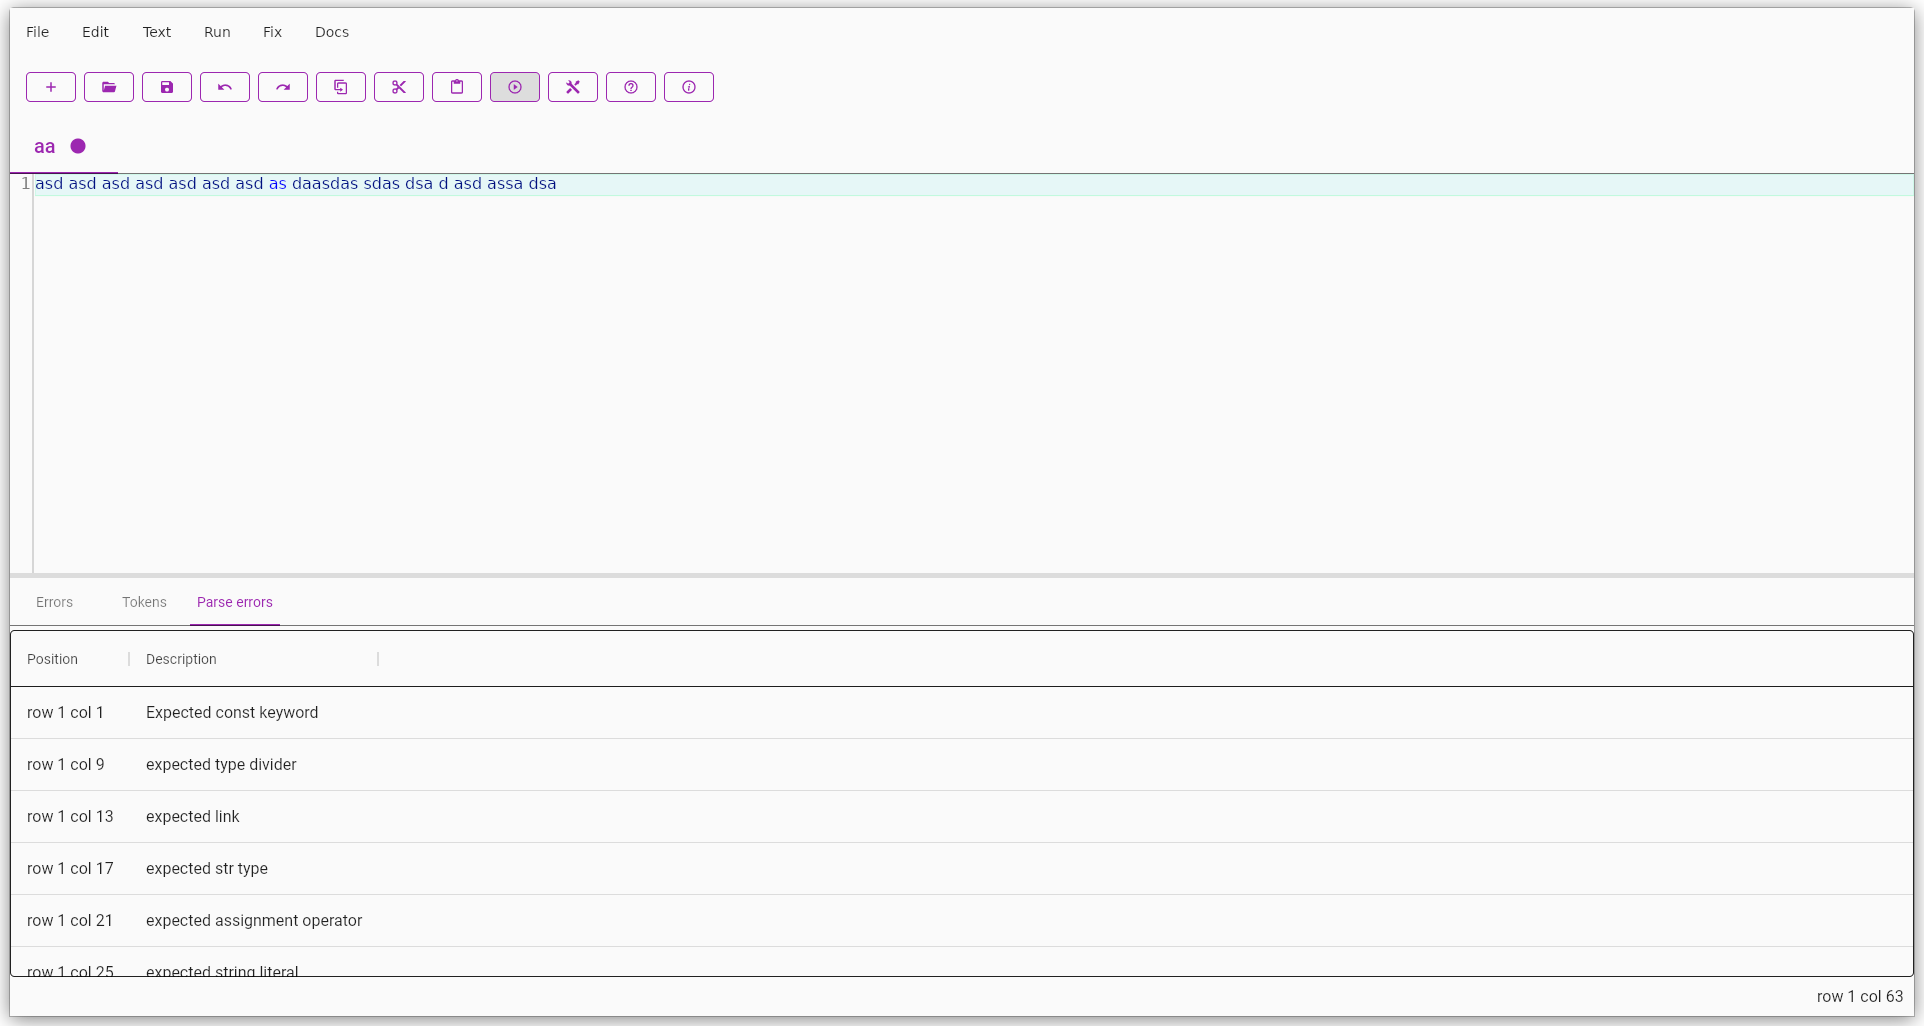 File Edit Text Run Fix Docs
aa
1 asd asd asd asd asd asd asd as daasdas sdas dsa d asd assa dsa
Errors Tokens Parse errors
Position Description
row 1 col 1 Expected const keyword
row 1 col 9 expected type divider
row 1 col 13 expected link
row 1 col 17 expected str type
row 1 col 21 expected assignment operator
row 1 col 25 expected string literal
row 1 col 63